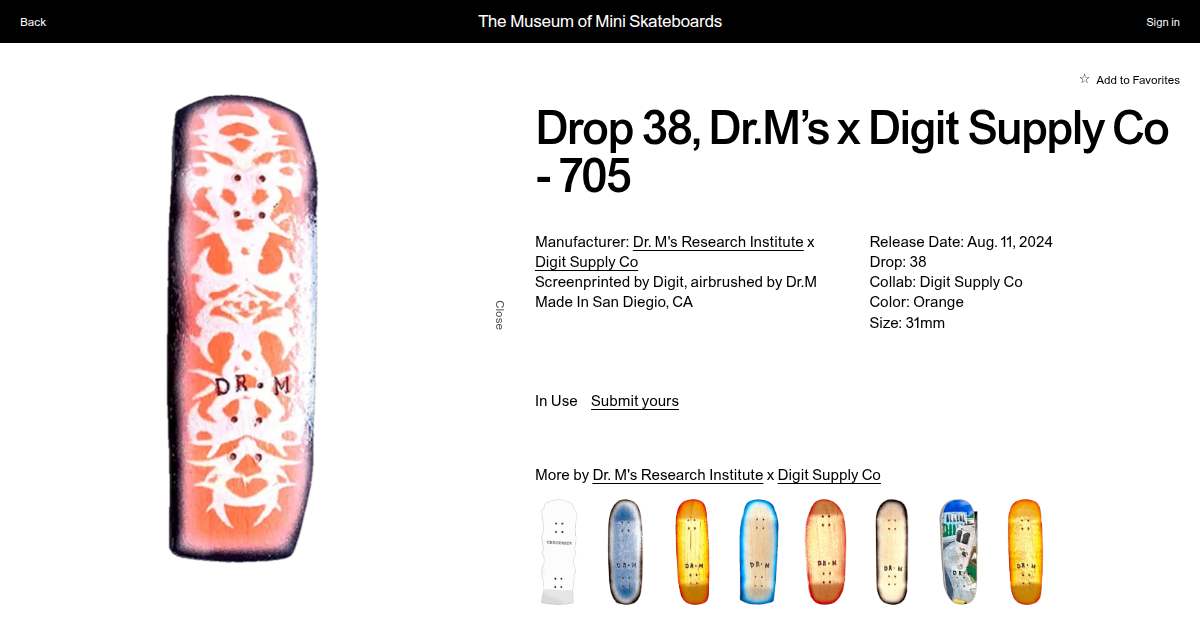 Back
The Museum of Mini Skateboards
Sign in
☆ Add to Favorites
Drop 38, Dr.M’s x Digit Supply Co
- 705
Manufacturer: Dr. M's Research Institute x
Digit Supply Co
Screenprinted by Digit, airbrushed by Dr.M
Made In San Diegio, CA
Release Date: Aug. 11, 2024
Drop: 38
Collab: Digit Supply Co
Color: Orange
Size: 31mm
Close
DR. M
In Use Submit yours
More by Dr. M's Research Institute x Digit Supply Co
DR. M
DR. M
DR. M
DR. M
DR. M
DR. M